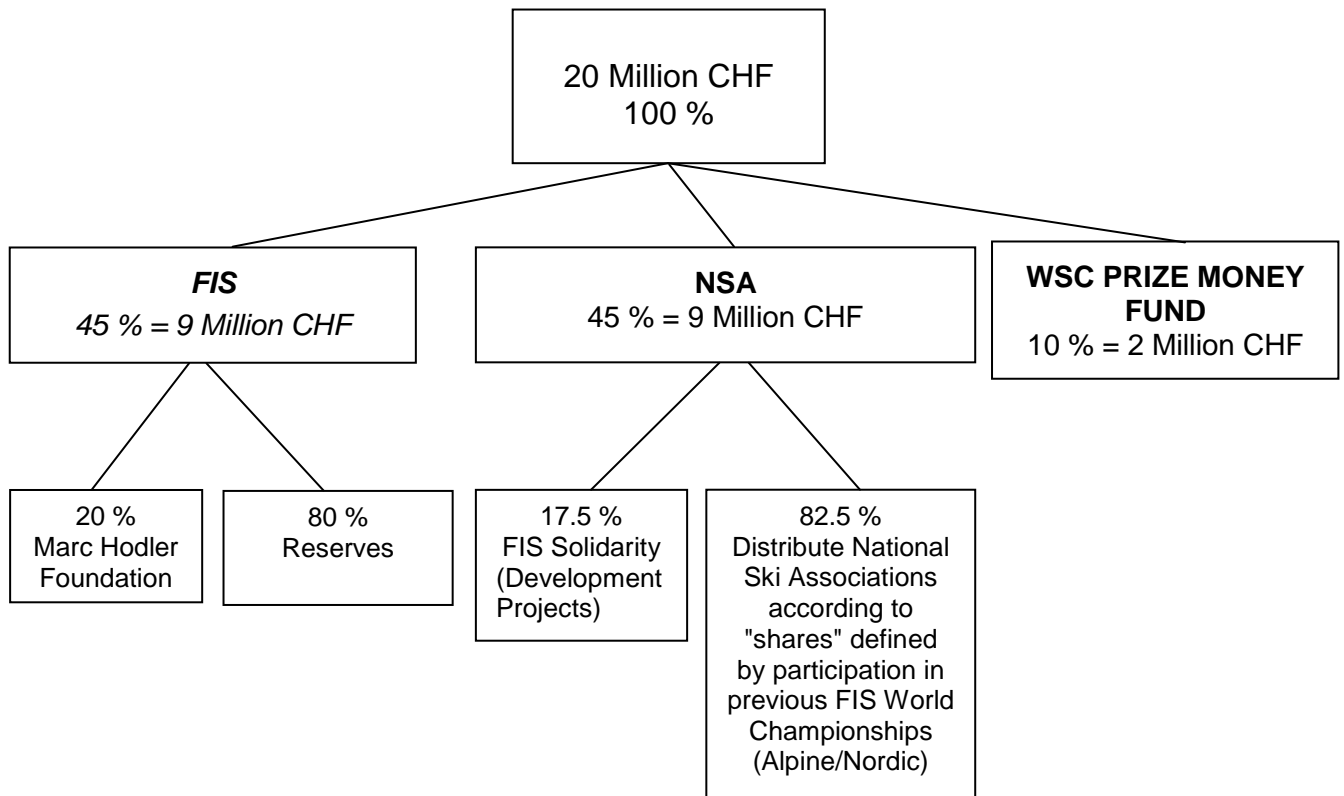 20 Million CHF
100 %
FIS
45 % = 9 Million CHF
NSA
45 % = 9 Million CHF
WSC PRIZE MONEY
FUND
10 % = 2 Million CHF
20 %
Marc Hodler
Foundation
80 %
Reserves
17.5 %
FIS Solidarity
(Development
Projects)
82.5 %
Distribute National
Ski Associations
according to
"shares" defined
by participation in
previous FIS World
Championships
(Alpine/Nordic)